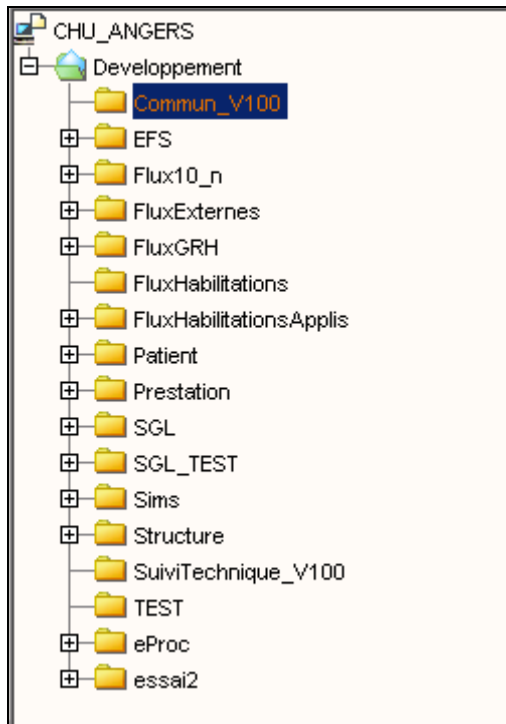 CHU_ANGERS
Developpement
Commun_V100
EFS
Flux10_n
FluxExternes
FluxGRH
FluxHabilitations
FluxHabilitationsApplis
Patient
Prestation
SGL
SGL_TEST
Sims
Structure
SuiviTechnique_V100
TEST
eProc
essai2